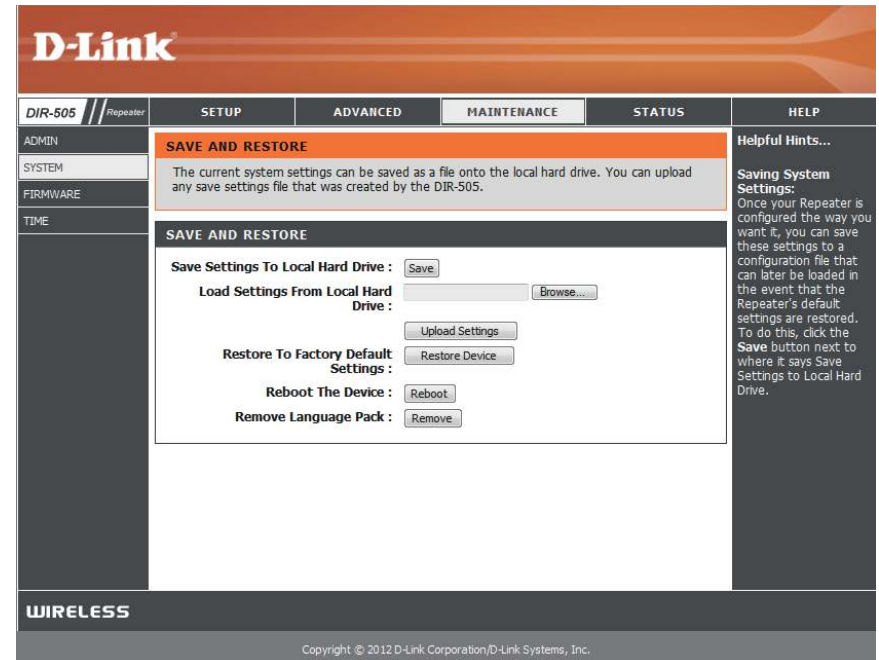 D-Link
DIR-505 Repeater
SETUP
ADVANCED
MAINTENANCE
STATUS
HELP
ADMIN
SYSTEM
FIRMWARE
TIME
SAVE AND RESTORE
The current system settings can be saved as a file onto the local hard drive. You can upload
any save settings file that was created by the DIR-505.
SAVE AND RESTORE
Save Settings To Local Hard Drive : Save
Load Settings From Local Hard
Drive : Browse...
Upload Settings
Restore To Factory Default
Settings : Restore Device
Reboot The Device : Reboot
Remove Language Pack : Remove
Helpful Hints...
Saving System
Settings:
Once your Repeater is
configured the way you
want it, you can save
these settings to a
configuration file that
can later be loaded in
the event that the
Repeater's default
settings are restored.
To do this, click the
Save button next to
where it says Save
Settings to Local Hard
Drive.
WIRELESS
Copyright © 2012 D-Link Corporation/D-Link Systems, Inc.